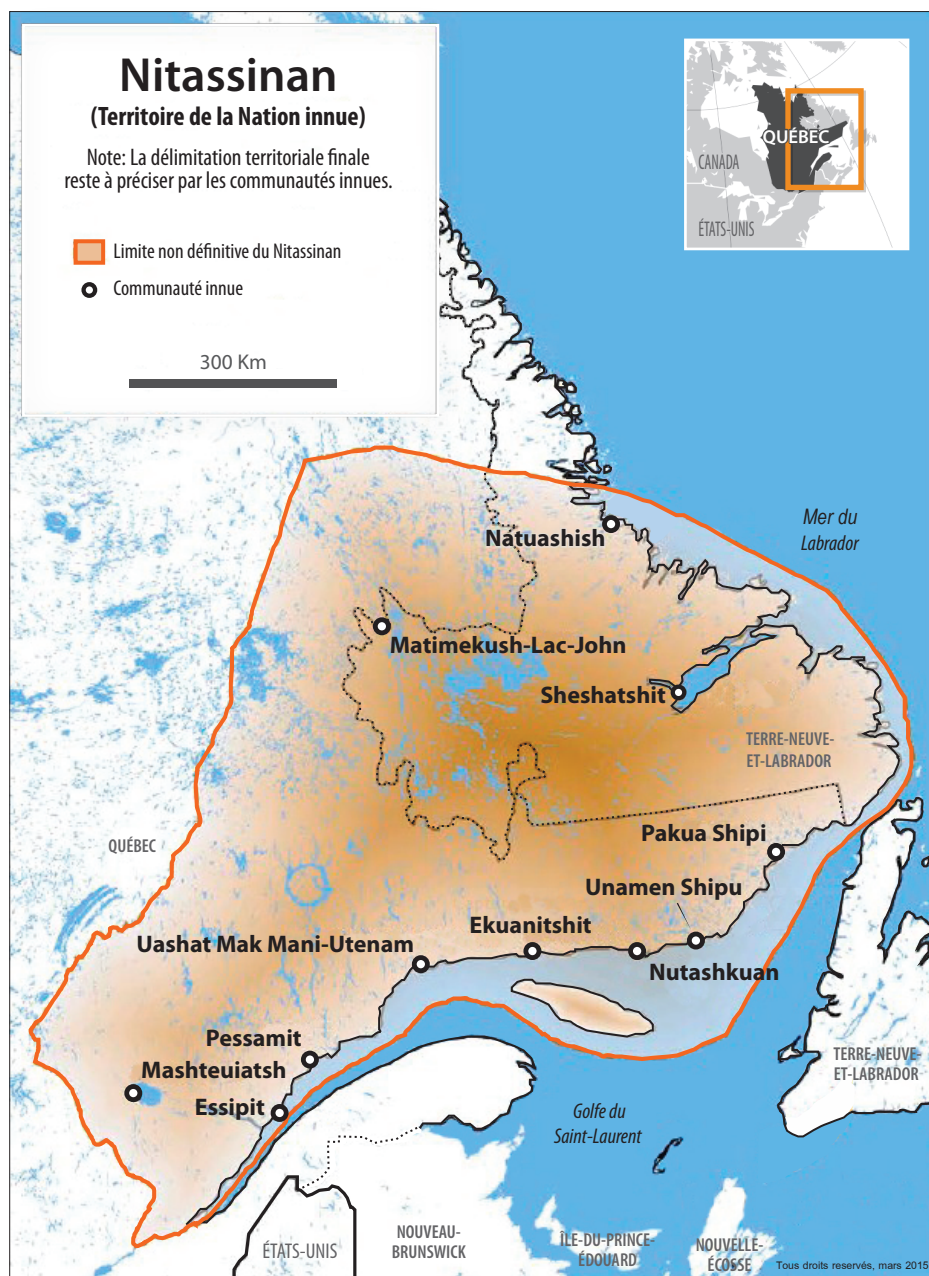 Nitassinan
(Territoire de la Nation innue)
Note: La délimitation territoriale finale
reste à préciser par les communautés innues.
Limite non définitive du Nitassinan
Communauté innue
300 Km
QUÉBEC
CANADA
ÉTATS-UNIS
Natuashish
Mer du
Labrador
Matimekush-Lac-John
Sheshatshit
TERRE-NEUVE-
ET-LABRADOR
Pakua Shipi
QUÉBEC
Unamen Shipu
Ekuanitshit
Uashat Mak Mani-Utenam
Nutashkuan
Pessamit
Mashteuiatsh
Essipit
TERRE-NEUVE-
ET-LABRADOR
Golfe du
Saint-Laurent
ÉTATS-UNIS
NOUVEAU-
BRUNSWICK
ÎLE-DU-PRINCE-
ÉDOUARD
NOUVELLE-
ÉCOSSE
Tous droits reservés, mars 2015